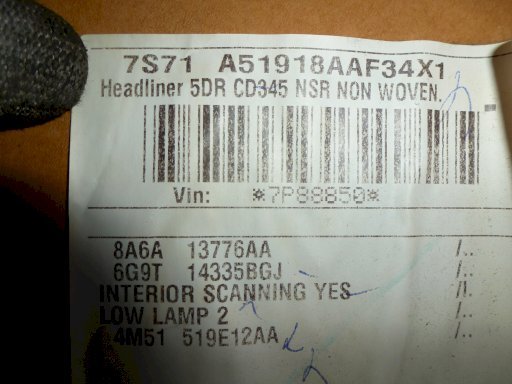 7S71 A51918AAF34X1
Headliner 5DR CD345 NSR NON WOVEN
Vin: *7P88850*
8A6A 13776AA /..
6G9T 14335BGJ /..
INTERIOR SCANNING YES /I.
LOW LAMP 2 /..
4M51 519E12AA /..